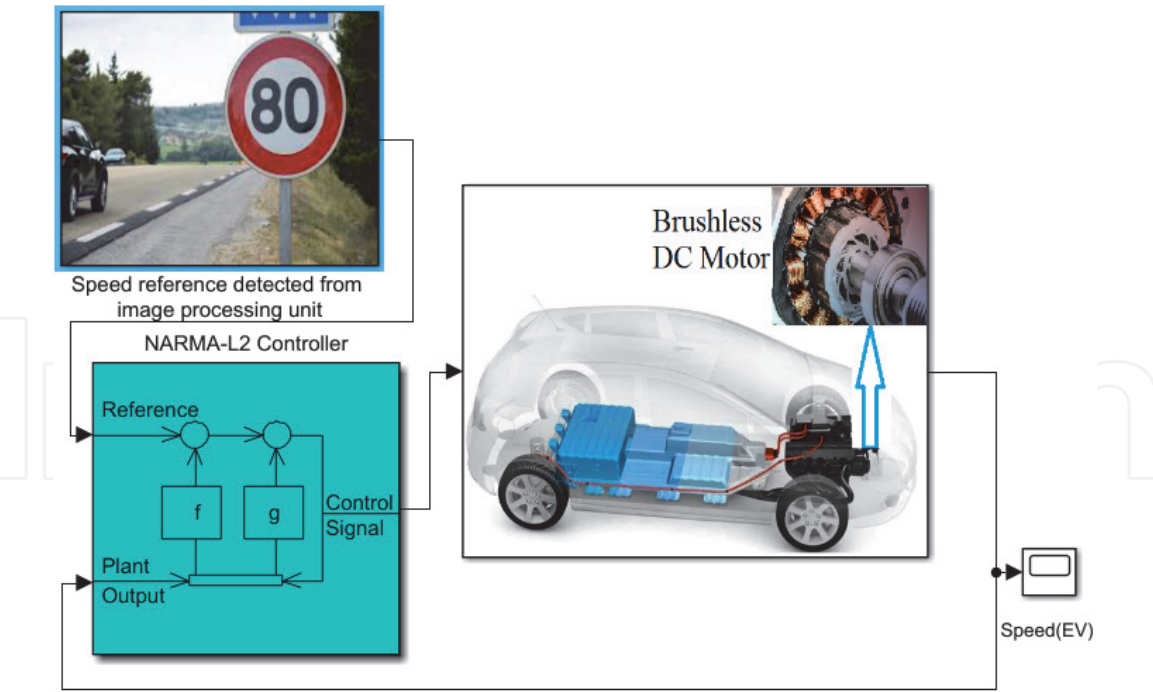 80
Speed reference detected from
image processing unit
NARMA-L2 Controller
Reference
f
g
Control
Signal
Plant
Output
Brushless
DC Motor
Speed(EV)